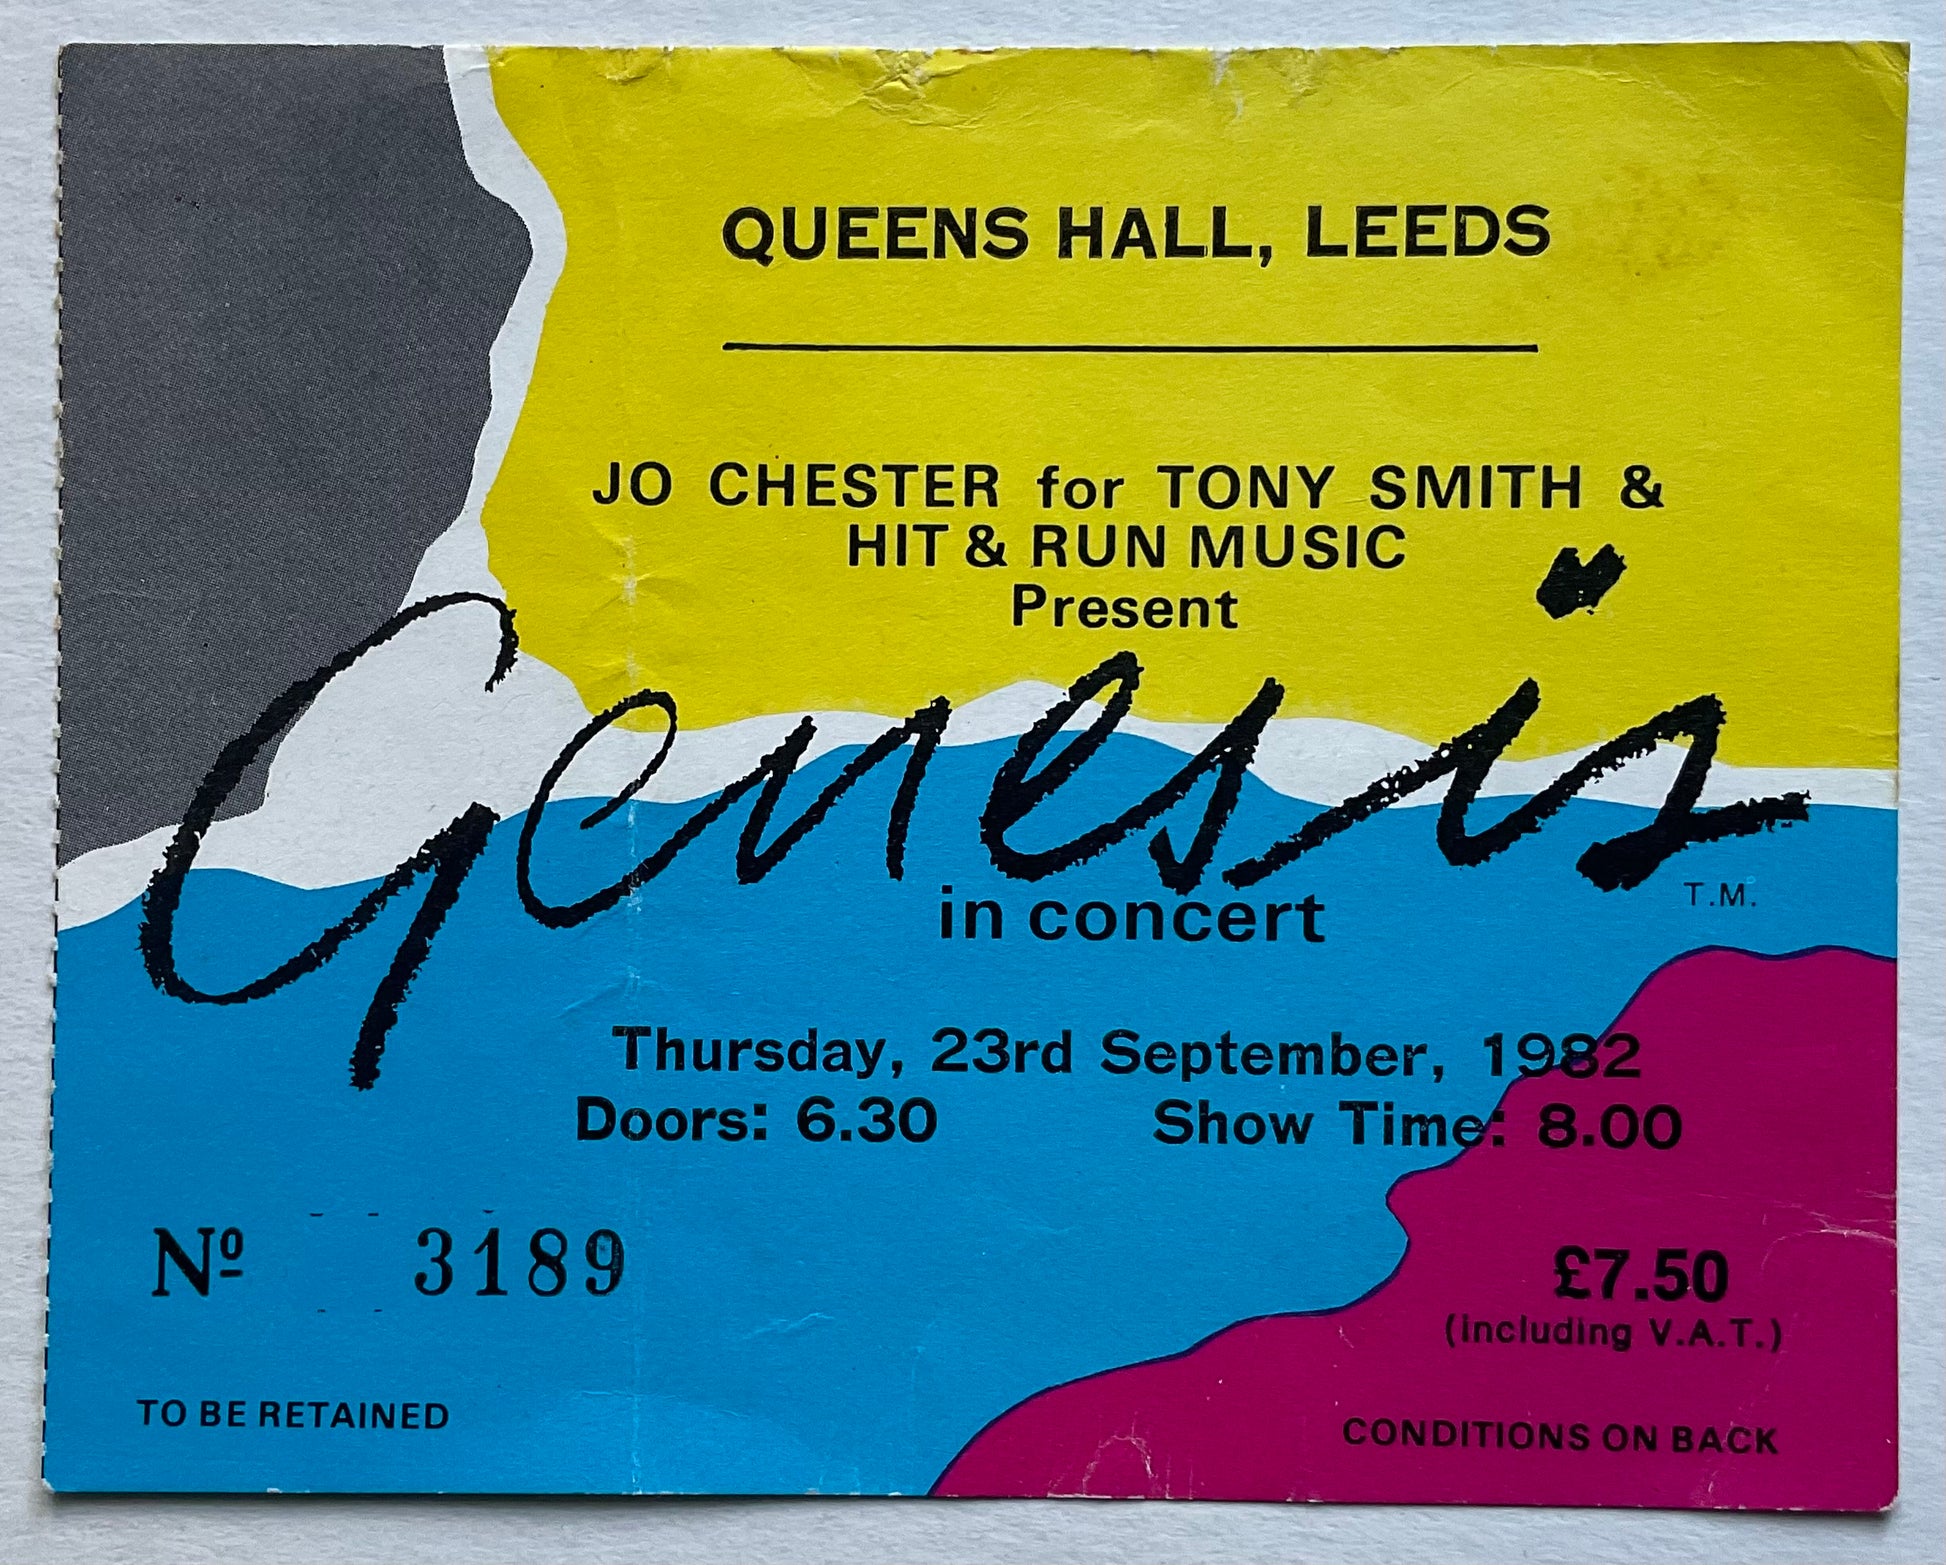 QUEENS HALL, LEEDS
JO CHESTER for TONY SMITH &
HIT & RUN MUSIC
Present
Genesis
T.M.
in concert
Thursday, 23rd September, 1982
Doors: 6.30 Show Time: 8.00
Nº 3189
£7.50
(including V.A.T.)
TO BE RETAINED
CONDITIONS ON BACK